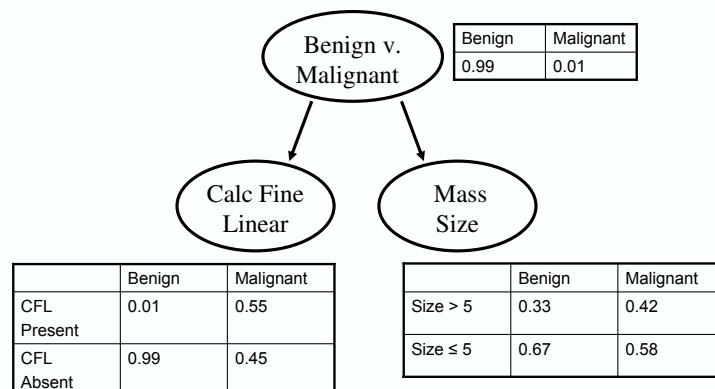 Benign v.
Malignant
Benign Malignant
0.99 0.01
Calc Fine
Linear
Mass
Size
Benign Malignant
CFL
Present
0.01 0.55
CFL
Absent
0.99 0.45
Benign Malignant
Size > 5 0.33 0.42
Size ≤ 5 0.67 0.58